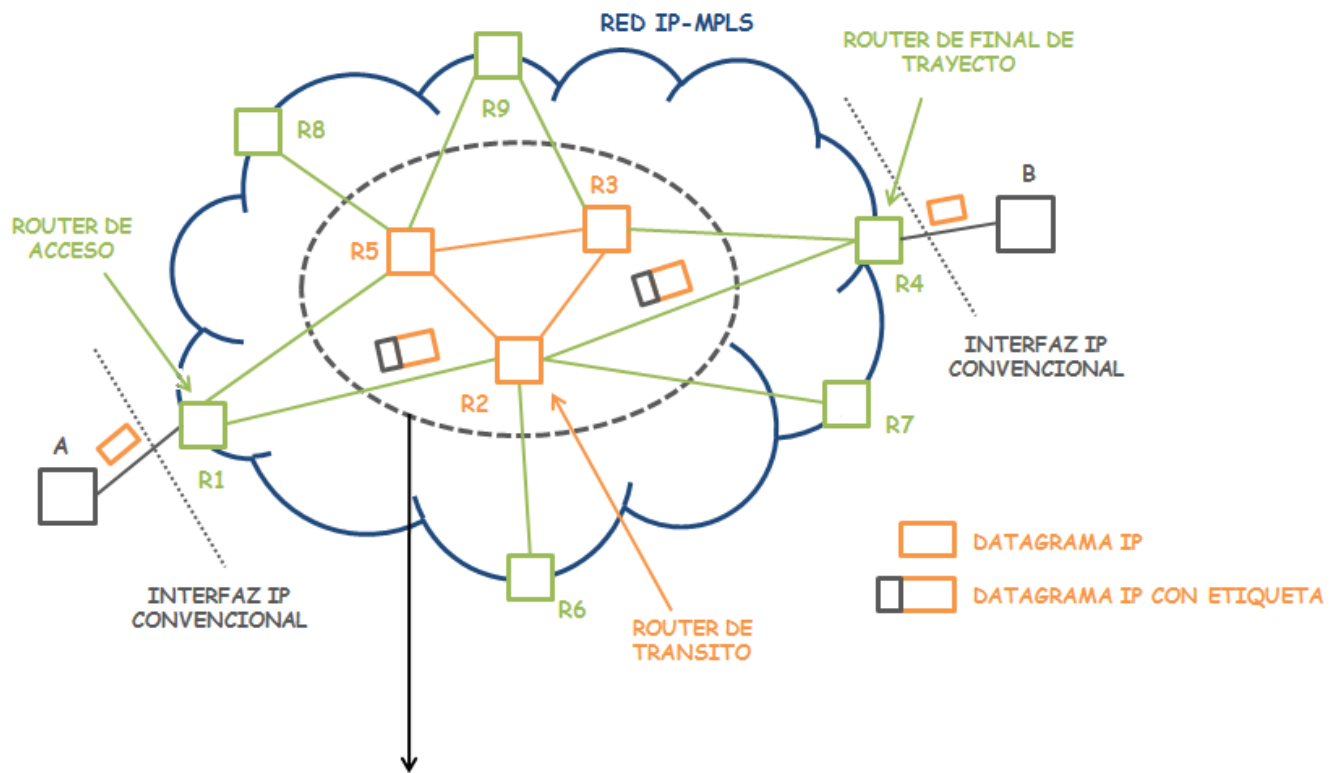 RED IP-MPLS
ROUTER DE FINAL DE
TRAYECTO
R9
R8
R3
B
ROUTER DE
ACCESO
R5
R4
INTERFAZ IP
CONVENCIONAL
R2
R7
A
R1
INTERFAZ IP
CONVENCIONAL
R6
ROUTER DE
TRANSITO
DATAGRAMA IP
DATAGRAMA IP CON ETIQUETA